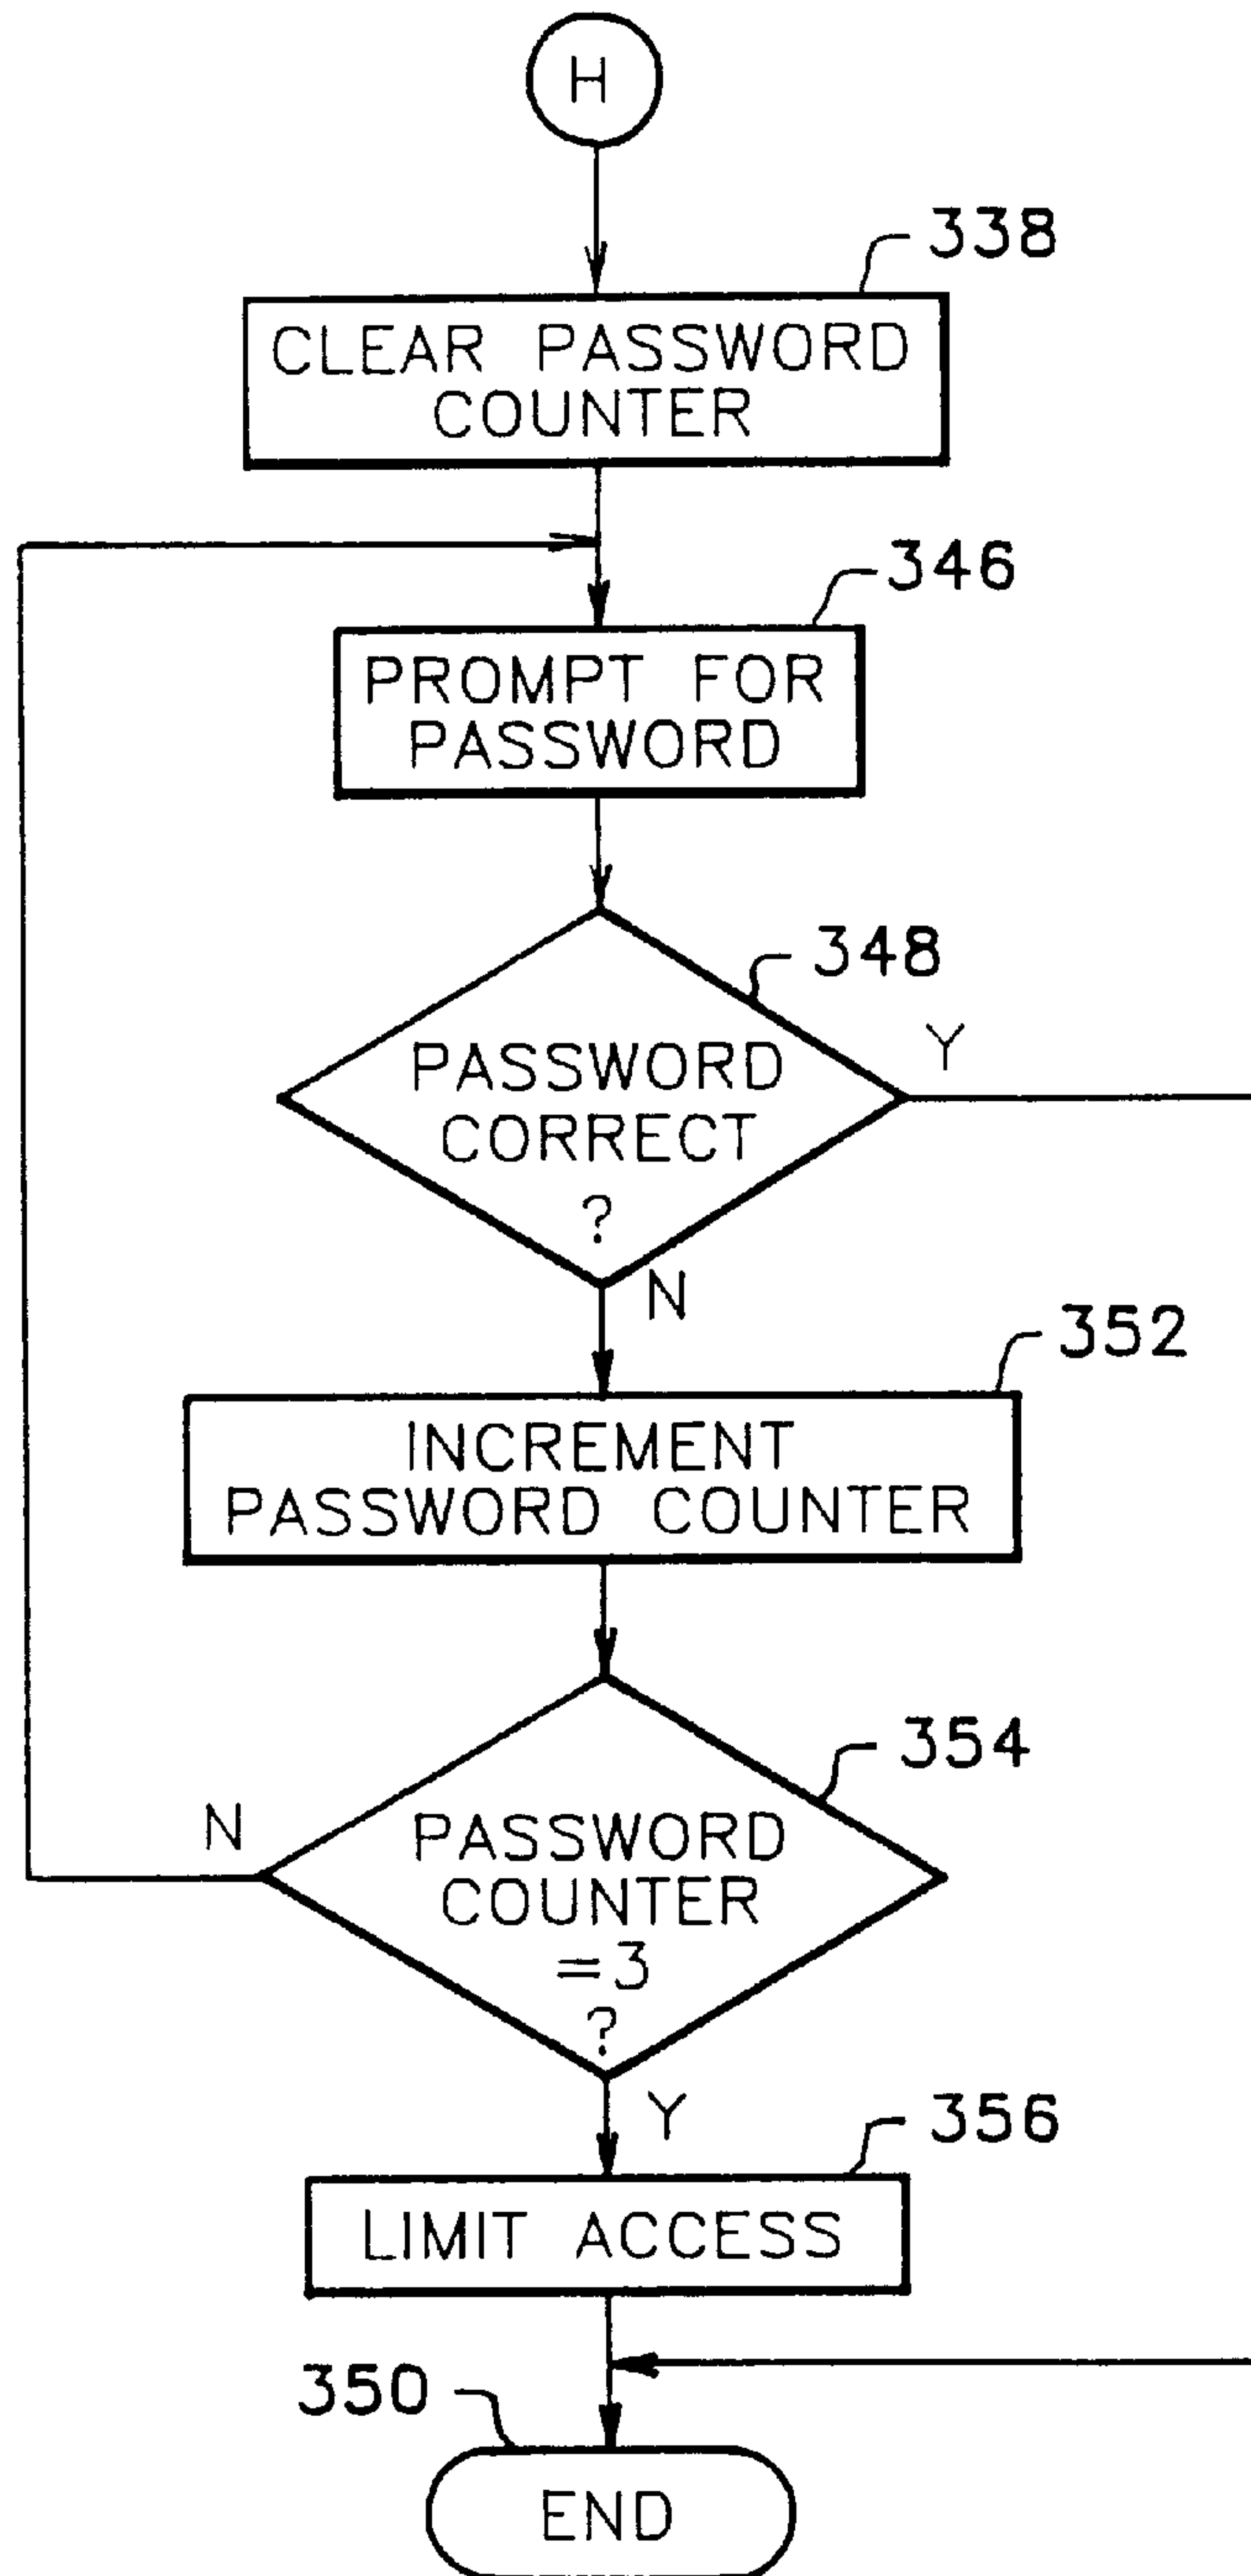 H
338
CLEAR PASSWORD
COUNTER
346
PROMPT FOR
PASSWORD
348
Y
PASSWORD
CORRECT
?
N
352
INCREMENT
PASSWORD COUNTER
354
N
PASSWORD
COUNTER
=3
?
Y
356
LIMIT ACCESS
350
END